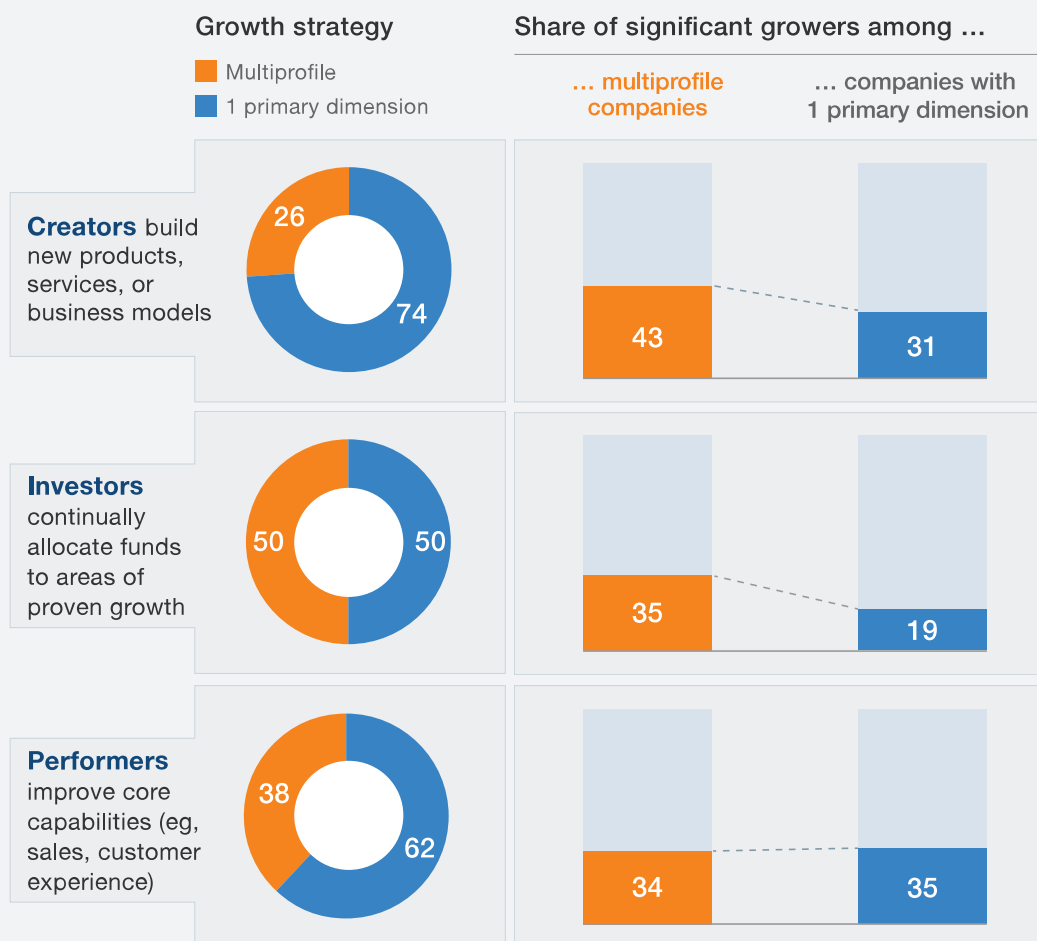 Growth strategy
Multiprofile
1 primary dimension
Share of significant growers among ...
... multiprofile
companies
... companies with
1 primary dimension
Creators build
new products,
services, or
business models
26
74
43
31
Investors
continually
allocate funds
to areas of
proven growth
50
50
35
19
Performers
improve core
capabilities (eg,
sales, customer
experience)
38
62
34
35